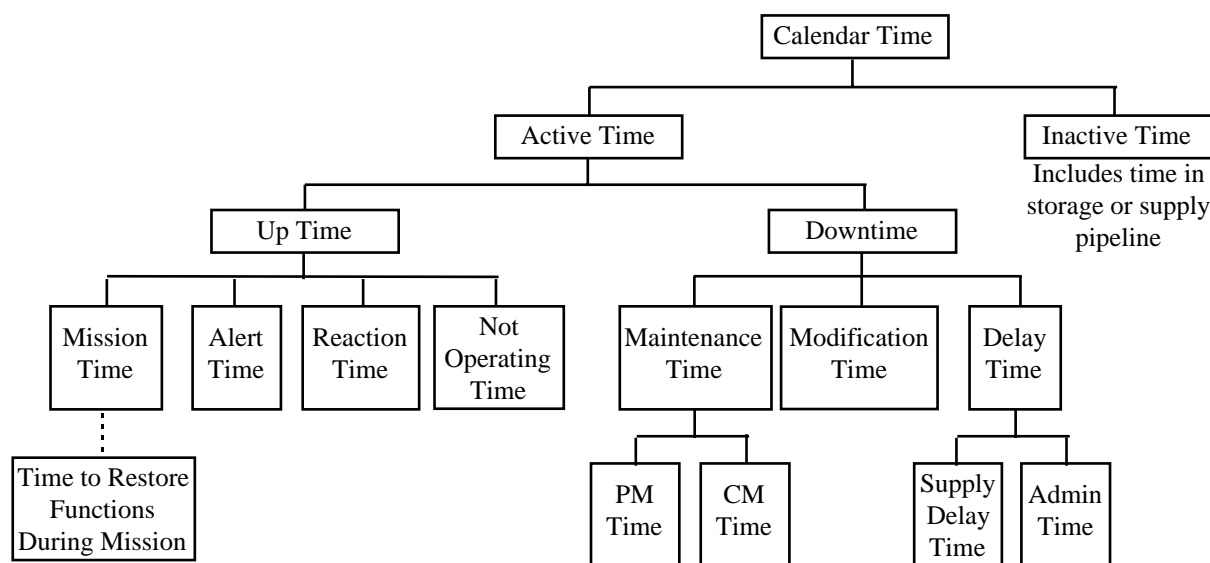 Calendar Time
Active Time
Inactive Time
Includes time in
storage or supply
pipeline
Up Time
Downtime
Mission
Time
Alert
Time
Reaction
Time
Not
Operating
Time
Maintenance
Time
Modification
Time
Delay
Time
Time to Restore
Functions
During Mission
PM
Time
CM
Time
Supply
Delay
Time
Admin
Time